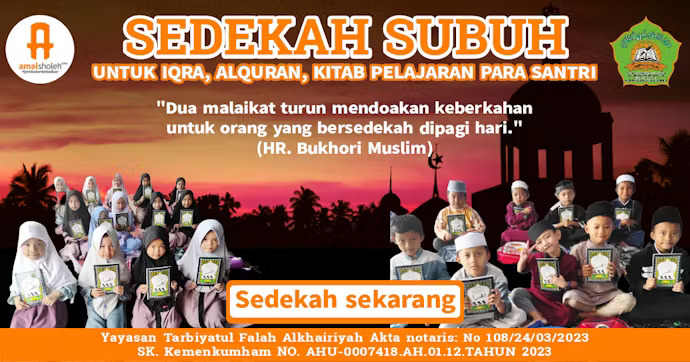 SEDEKAH SUBUH
UNTUK IQRA, ALQURAN, KITAB PELAJARAN PARA SANTRI
amalsholeh
"Dua malaikat turun mendoakan keberkahan
untuk orang yang bersedekah dipagi hari."
(HR. Bukhori Muslim)
Sedekah sekarang
Yayasan Tarbiyatul Falah Alkhairiyah Akta notaris: No 108/24/03/2023
SK. Kemenkumham NO. AHU-0007418.AH.01.12.TAHUN 2023